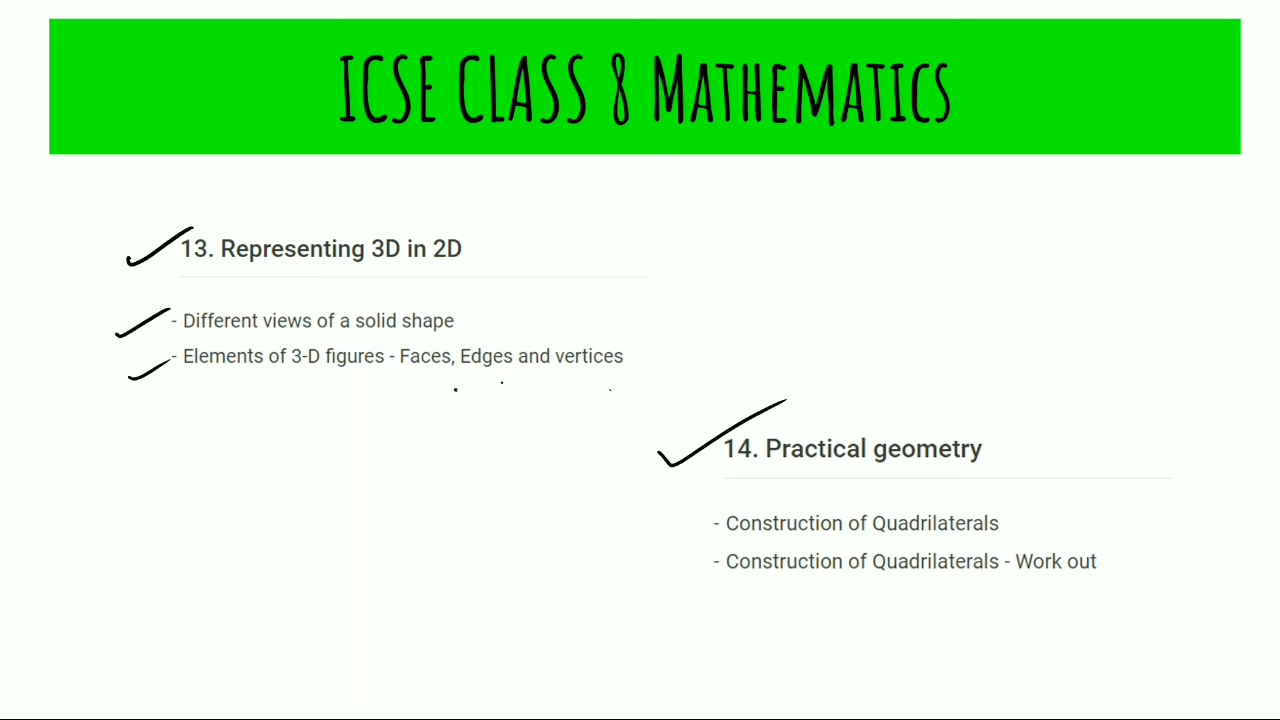 ICSE CLASS 8 Mathematics
13. Representing 3D in 2D
- Different views of a solid shape
- Elements of 3-D figures - Faces, Edges and vertices
14. Practical geometry
- Construction of Quadrilaterals
- Construction of Quadrilaterals - Work out